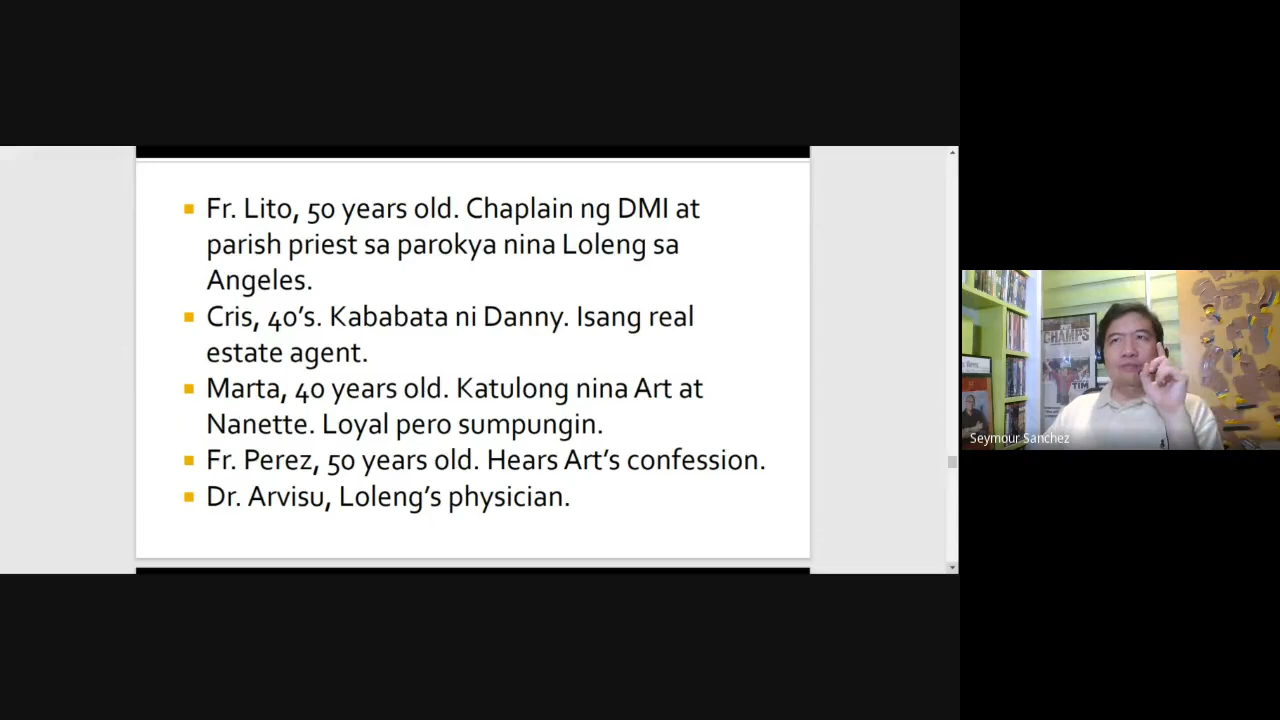 Fr. Lito, 50 years old. Chaplain ng DMI at
parish priest sa parokya nina Loleng sa
Angeles.
Cris, 40's. Kababata ni Danny. Isang real
estate agent.
Marta, 40 years old. Katulong nina Art at
Nanette. Loyal pero sumpungin.
Fr. Perez, 50 years old. Hears Art's confession.
Dr. Arvisu, Loleng's physician.
CHAMPS
TIM
Seymour Sanchez